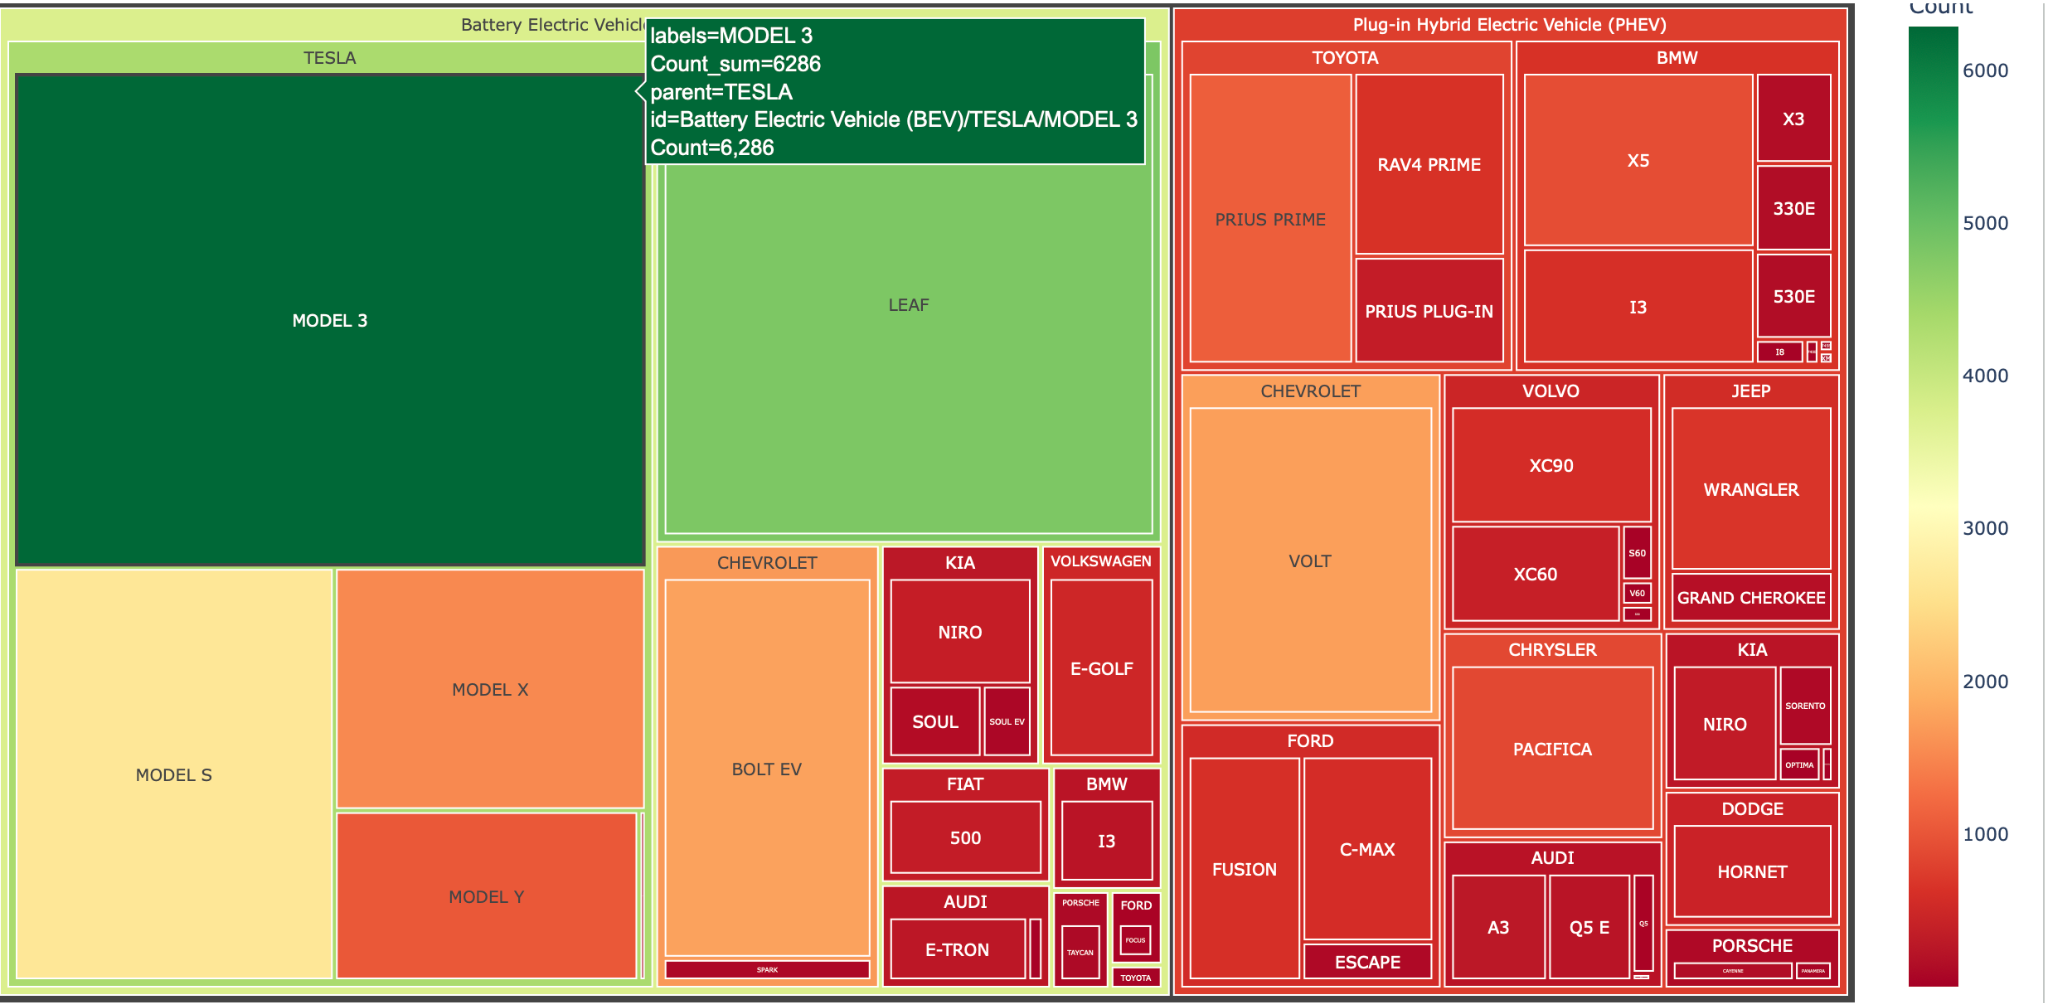 Battery Electric Vehicle
TESLA
MODEL 3
labels=MODEL 3
Count_sum=6286
parent=TESLA
id=Battery Electric Vehicle (BEV)/TESLA/MODEL 3
Count=6,286
MODEL S
MODEL X
MODEL Y
LEAF
CHEVROLET
BOLT EV
SPARK
KIA
NIRO
SOUL
SOUL EV
VOLKSWAGEN
E-GOLF
FIAT
500
BMW
I3
AUDI
E-TRON
PORSCHE
TAYCAN
FORD
FOCUS
TOYOTA
Plug-in Hybrid Electric Vehicle (PHEV)
TOYOTA
PRIUS PRIME
RAV4 PRIME
PRIUS PLUG-IN
BMW
X5
I3
X3
330E
530E
I8
CHEVROLET
VOLT
VOLVO
XC90
XC60
S60
V60
JEEP
WRANGLER
GRAND CHEROKEE
FORD
FUSION
C-MAX
ESCAPE
CHRYSLER
PACIFICA
KIA
NIRO
SORENTO
OPTIMA
DODGE
HORNET
AUDI
A3
Q5 E
Q5
PORSCHE
CAYENNE
PANAMERA
Count
6000
5000
4000
3000
2000
1000